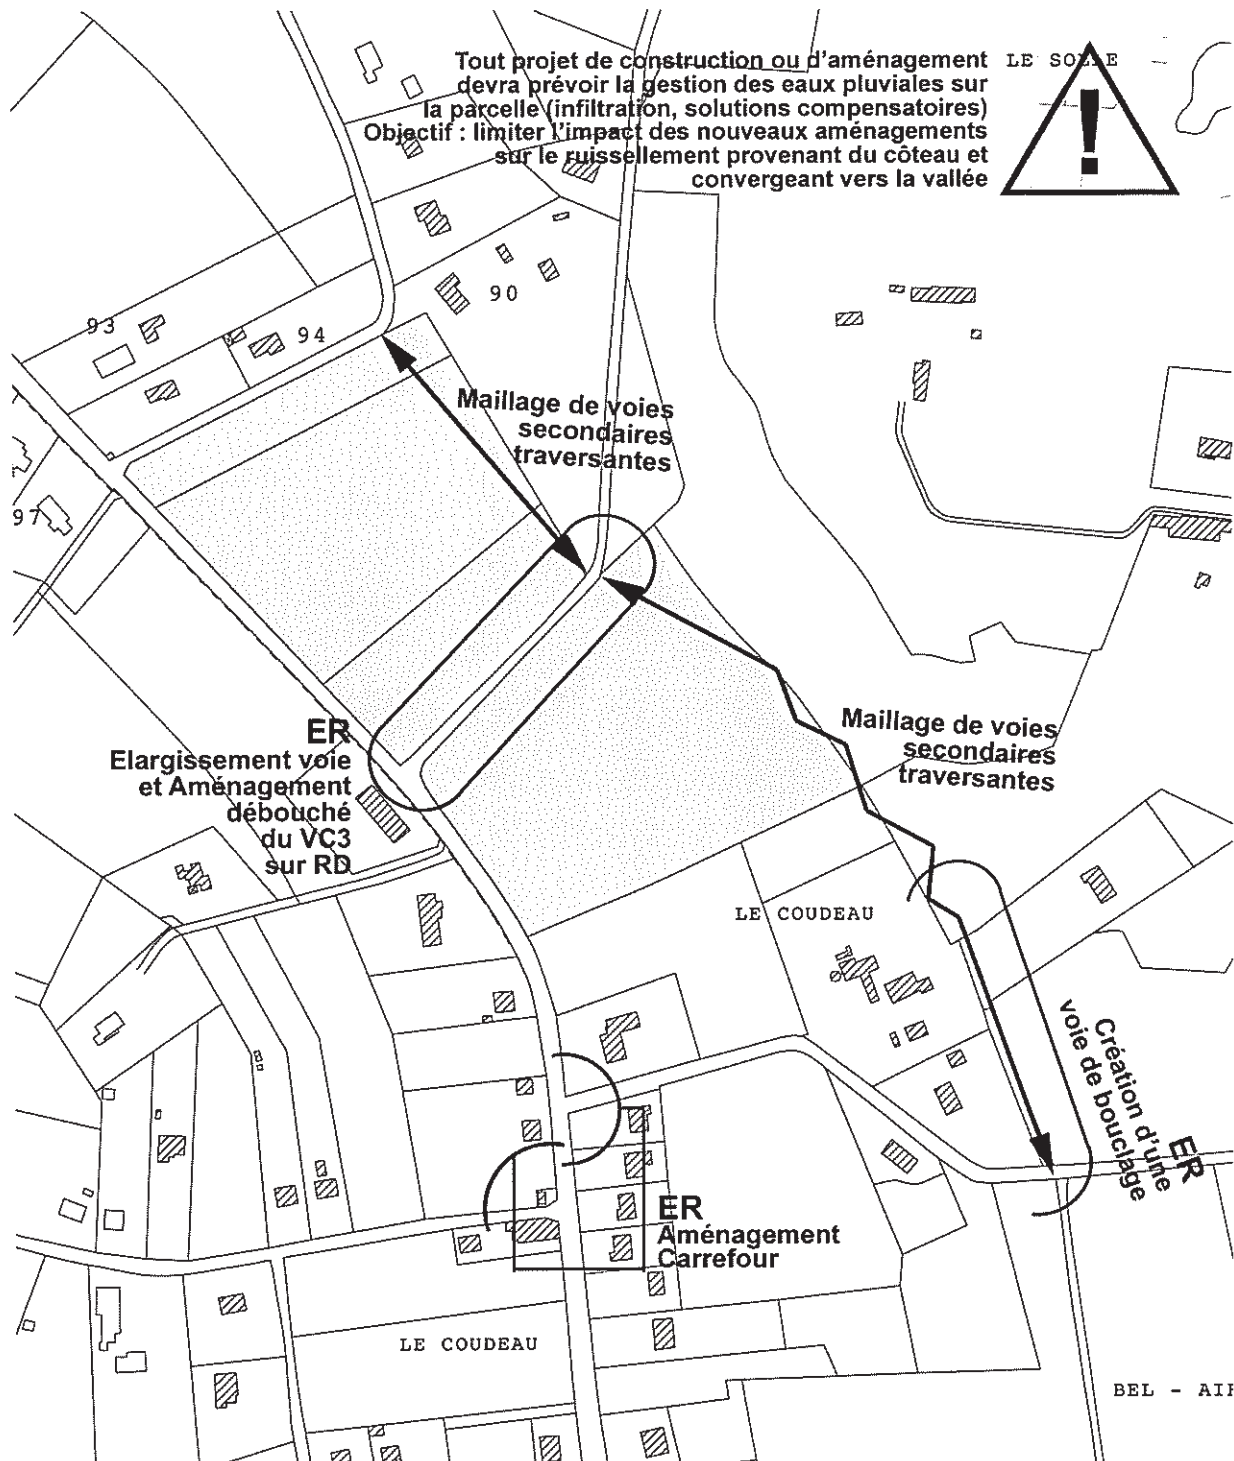 Tout projet de construction ou d'aménagement
devra prévoir la gestion des eaux pluviales sur
la parcelle (infiltration, solutions compensatoires)
Objectif : limiter l'impact des nouveaux aménagements
sur le ruissellement provenant du côteau et
convergeant vers la vallée
!
90
93
94
97
Maillage de voies
secondaires
traversantes
ER
Elargissement voie
et Aménagement
débouché
du VC3
sur RD
Maillage de voies
secondaires
traversantes
LE COUDEAU
ER
Création d'une
voie de bouclage
ER
Aménagement
Carrefour
LE COUDEAU
BEL - AIR